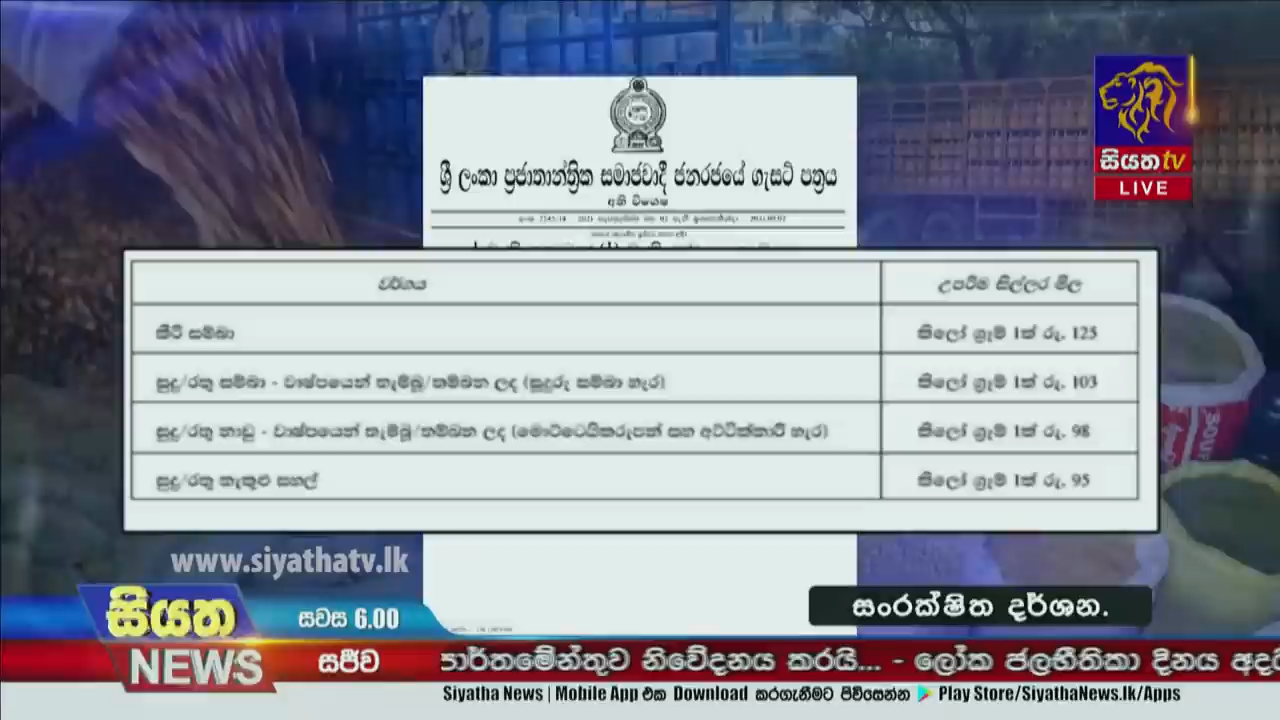 සියත tv
LIVE
ශ්‍රී ලංකා ප්‍රජාතාන්ත්‍රික සමාජවාදී ජනරජයේ ගැසට් පත්‍රය
අති විශෙෂ
වර්ගය උපරිම සිල්ලර මිල
කීරි සම්බා කිලෝ ග්‍රෑම් 1ක් රු. 125
සුදු/රතු සම්බා - වාෂ්පයෙන් තැම්බූ/තම්බන ලද (සුදුරු සම්බා හැර) කිලෝ ග්‍රෑම් 1ක් රු. 103
සුදු/රතු නාඩු - වාෂ්පයෙන් තැම්බූ/තම්බන ලද (මොට්ටෙයිකරුපන් සහ අට්ටක්කාරි හැර) කිලෝ ග්‍රෑම් 1ක් රු. 98
සුදු/රතු කැකුළු සහල් කිලෝ ග්‍රෑම් 1ක් රු. 95
www.siyathatv.lk
සංරක්ෂිත දර්ශන.
සියත
NEWS
සවස 6.00
සජීව
පාර්තමේන්තුව නිවේදනය කරයි... - ලෝක ජලභීතිකා දිනය අදයි
Siyatha News | Mobile App එක Download කරගැනීමට පිවිසෙන්න Play Store/SiyathaNews.lk/Apps